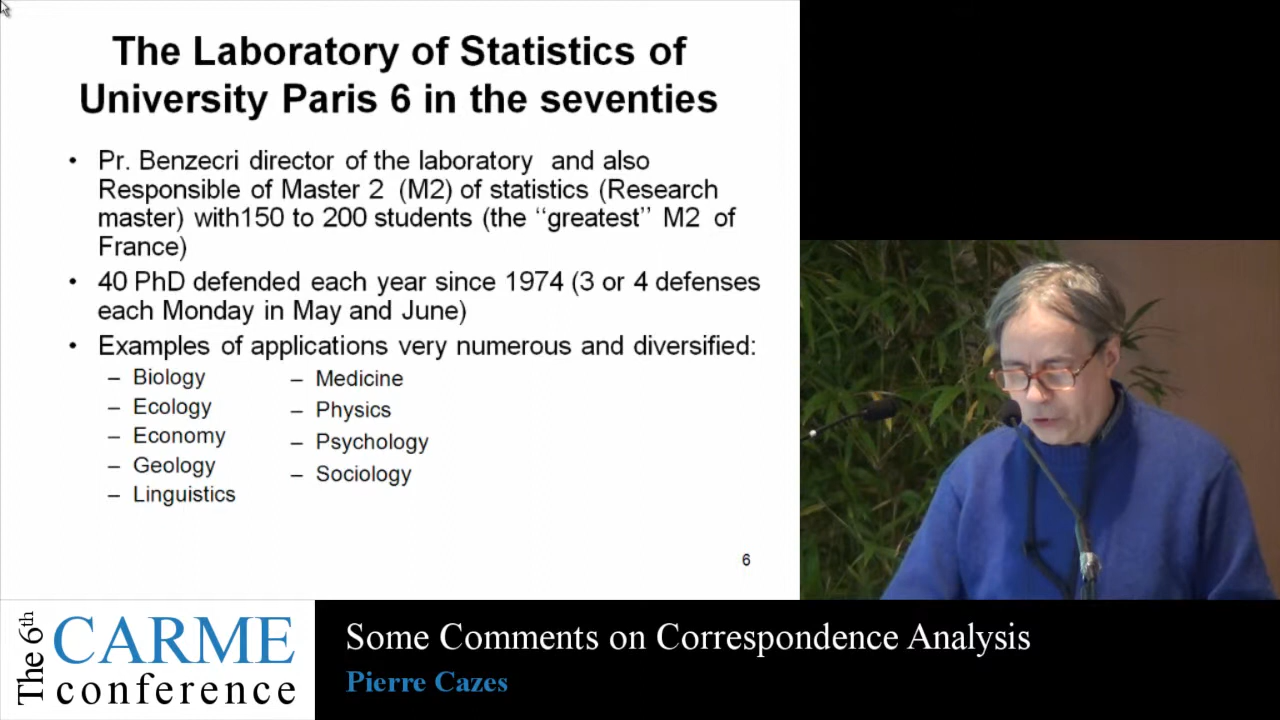 The Laboratory of Statistics of
University Paris 6 in the seventies
• Pr. Benzecri director of the laboratory and also
Responsible of Master 2 (M2) of statistics (Research
master) with150 to 200 students (the ‘‘greatest’’ M2 of
France)
• 40 PhD defended each year since 1974 (3 or 4 defenses
each Monday in May and June)
• Examples of applications very numerous and diversified:
– Biology
– Ecology
– Economy
– Geology
– Linguistics
– Medicine
– Physics
– Psychology
– Sociology
6
The 6th
CARME
conference
Some Comments on Correspondence Analysis
Pierre Cazes